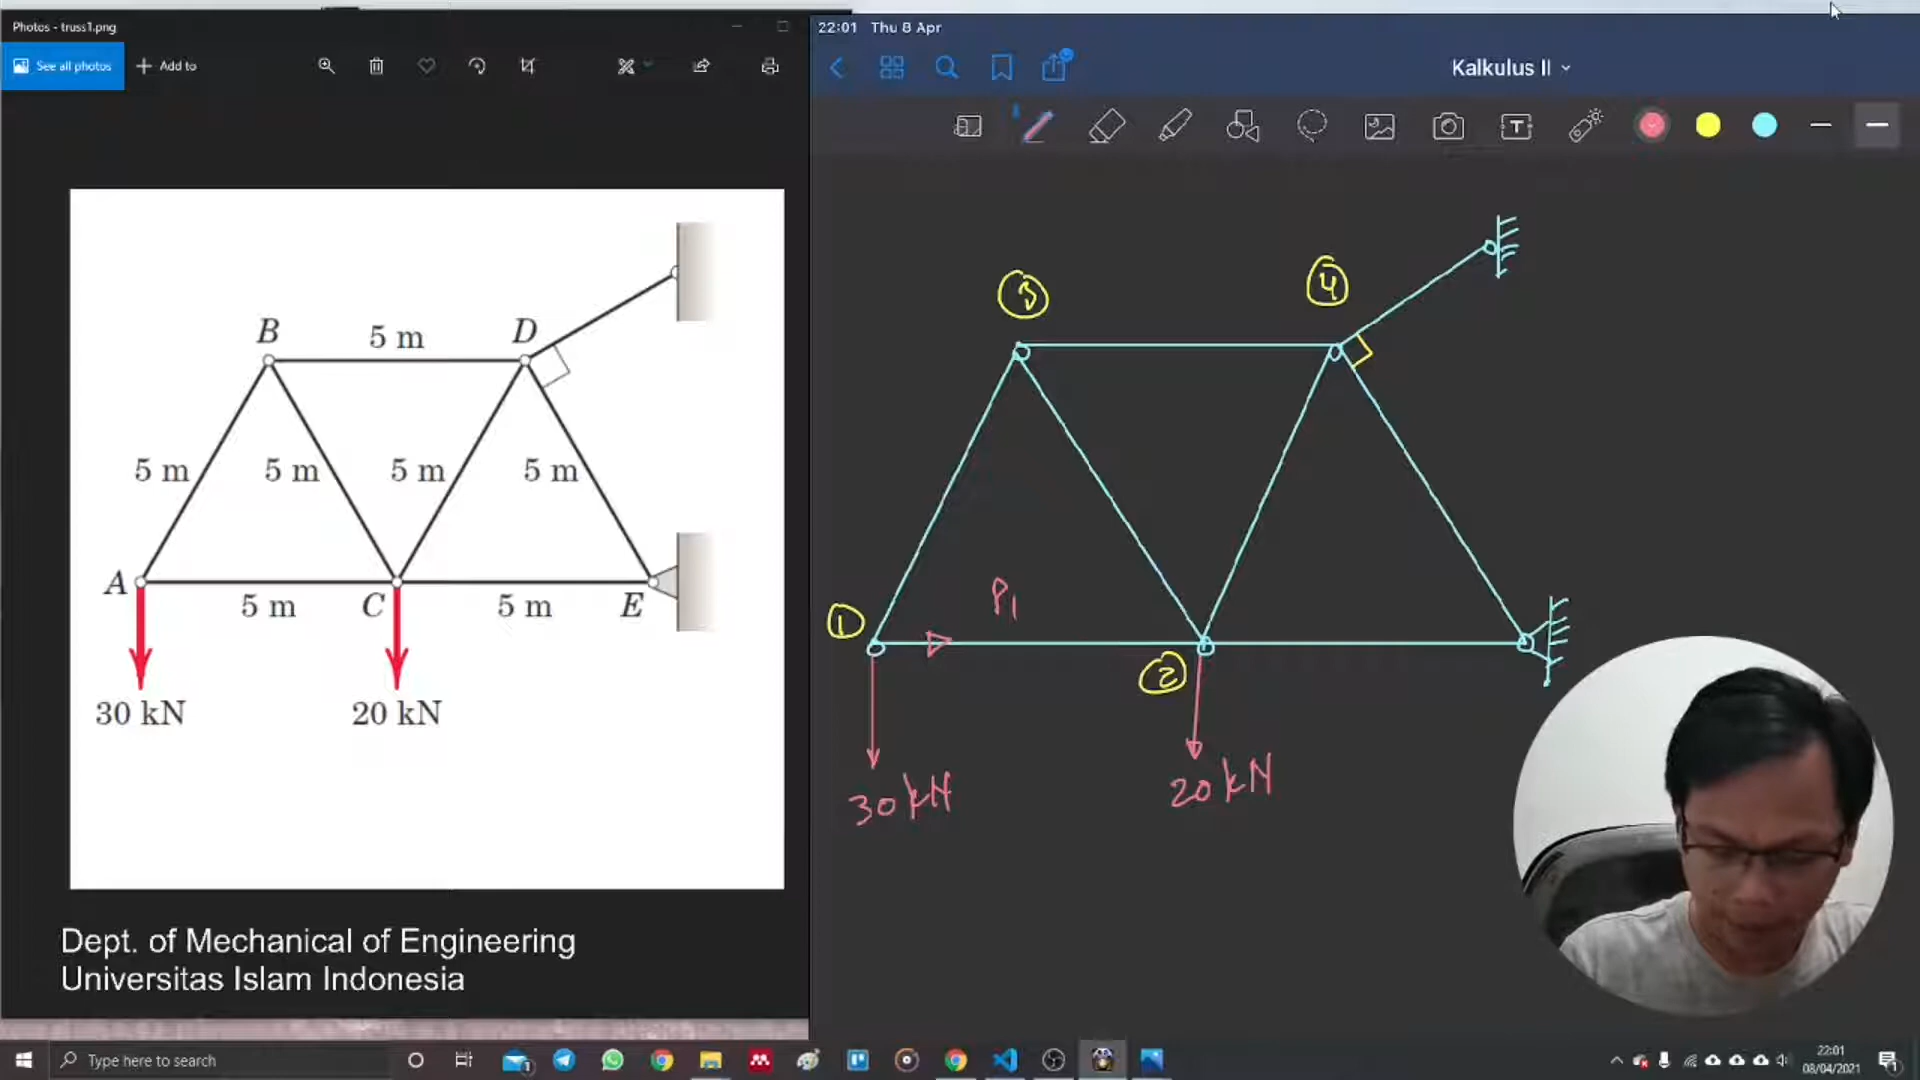 Photos - truss1.png
See all photos
Add to
B
5 m
D
5 m
5 m
5 m
5 m
A
5 m
C
5 m
E
30 kN
20 kN
Dept. of Mechanical of Engineering
Universitas Islam Indonesia
22:01 Thu 8 Apr
Kalkulus II
T
3
4
P1
1
2
30 kN
20 kN
Type here to search
22:01
08/04/2021